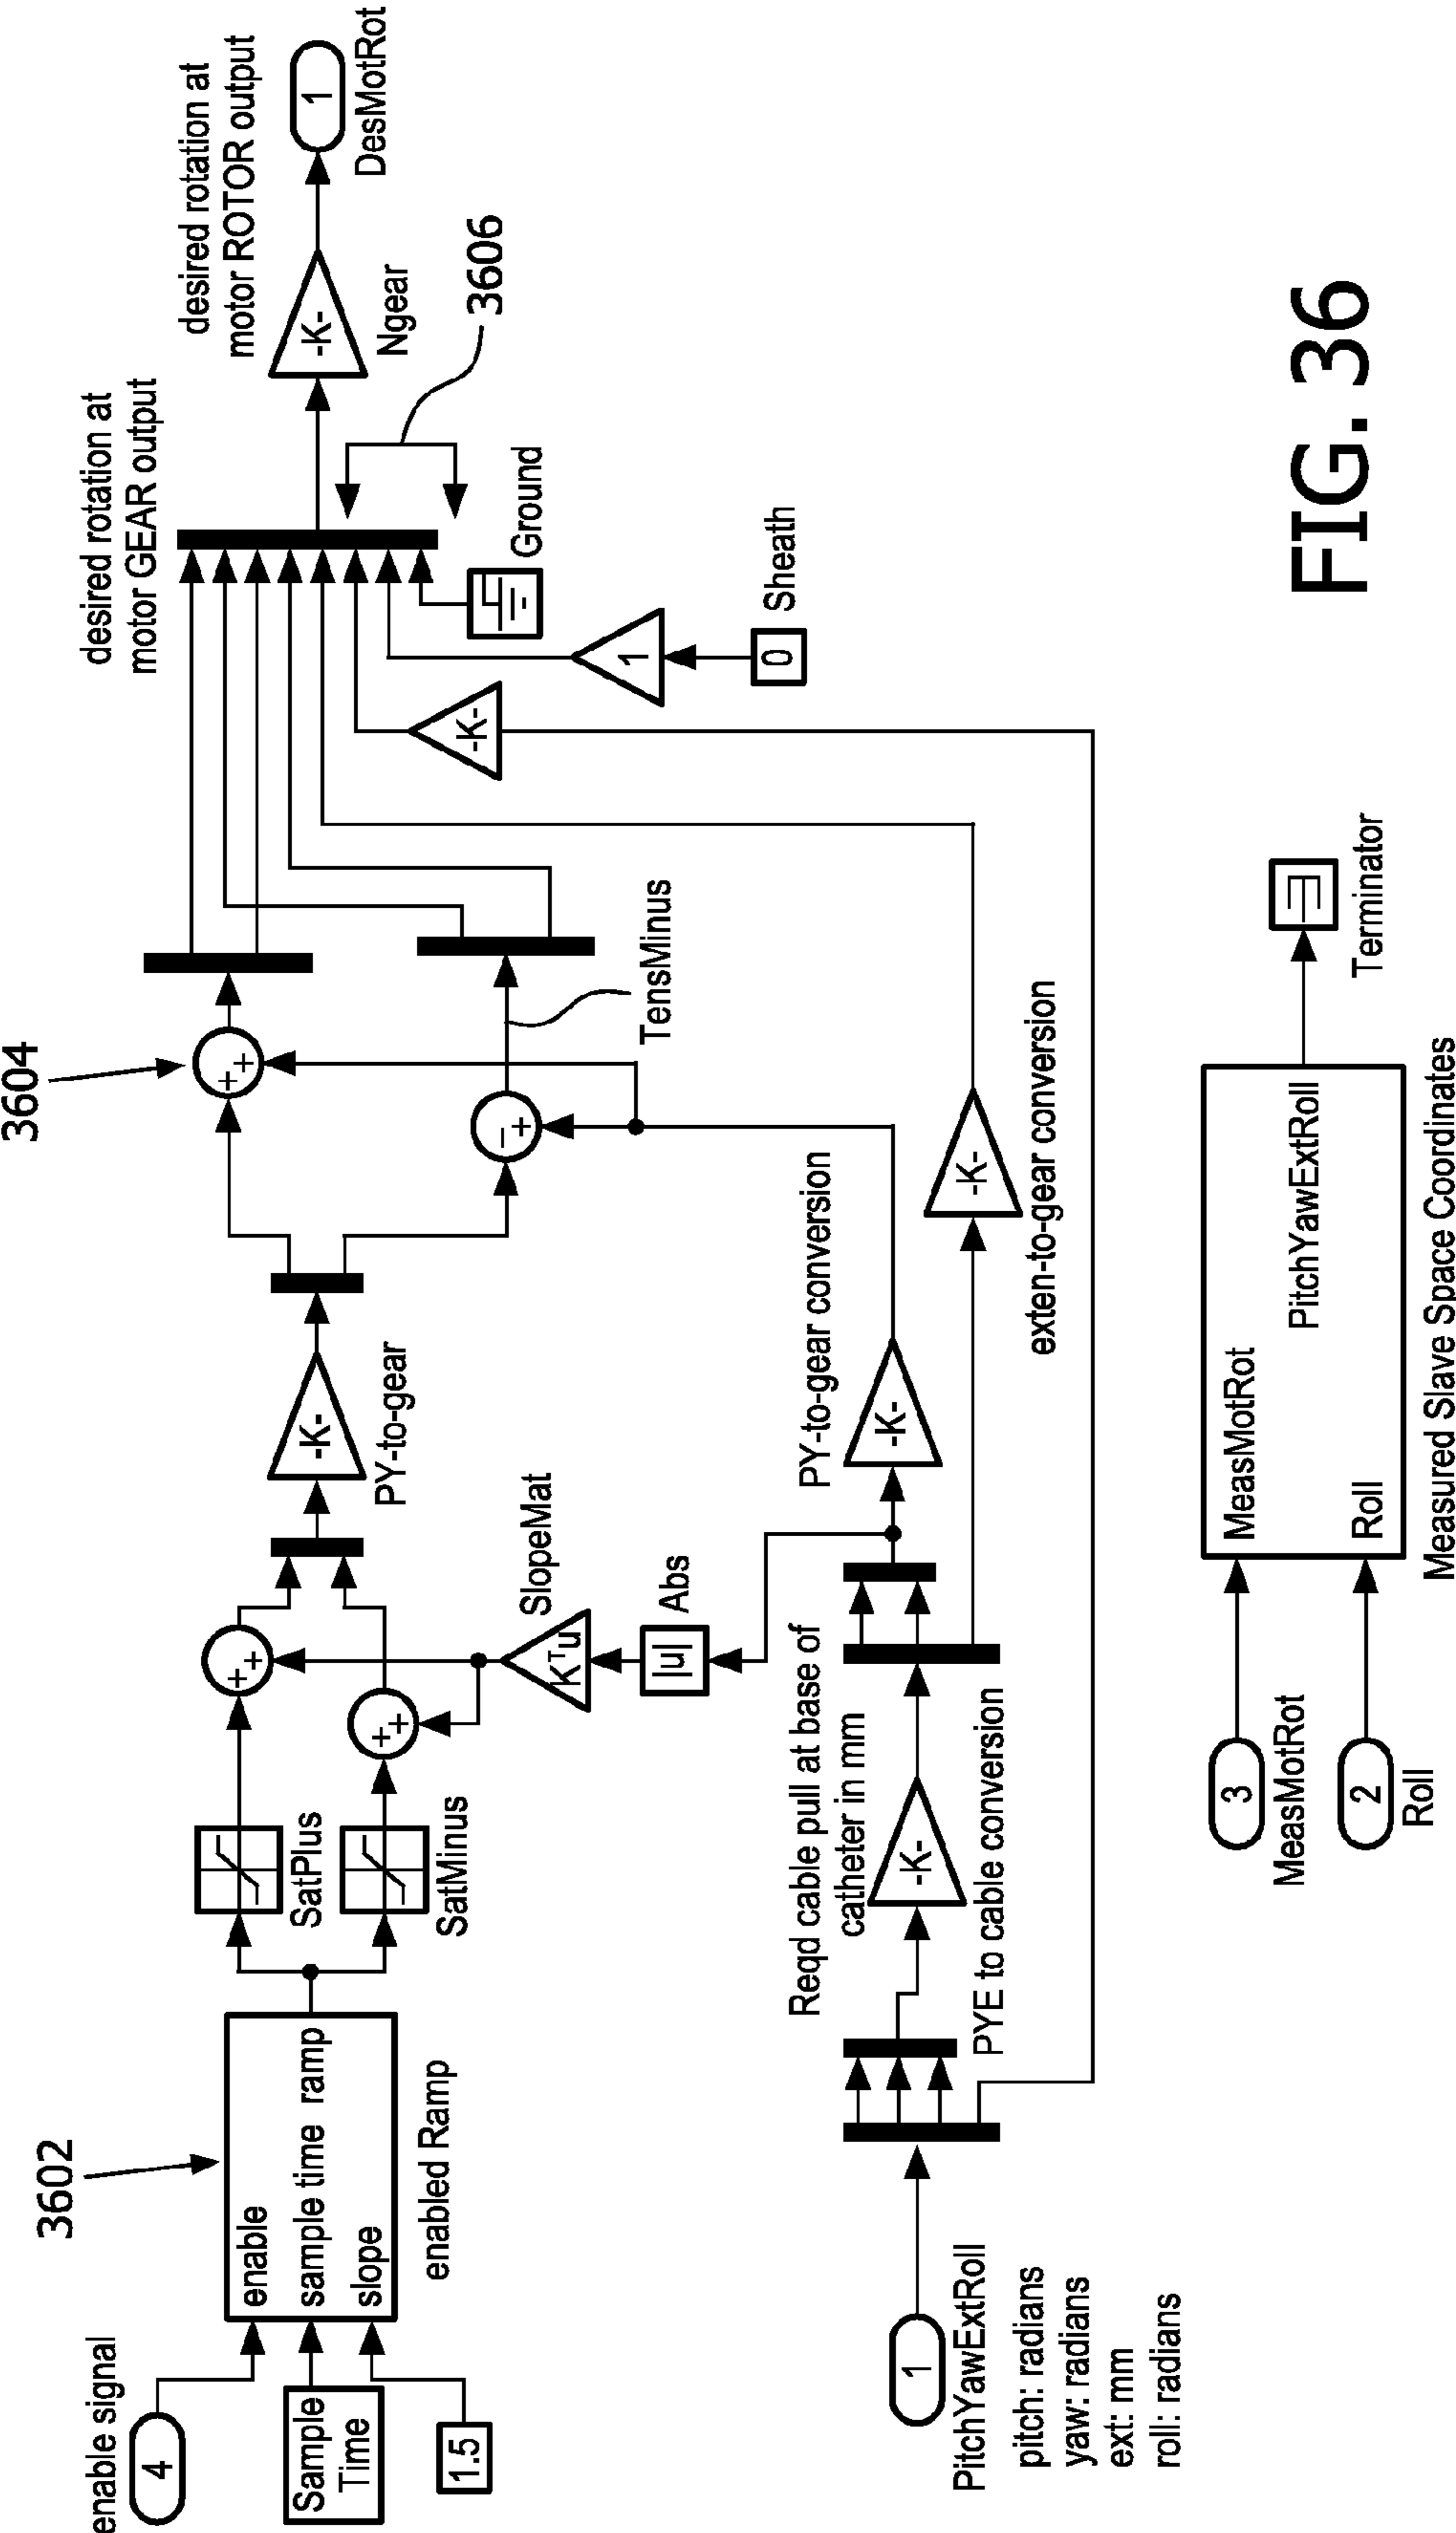 enable signal
4
Sample
Time
1.5
3602
enable
sample time ramp
slope
enabled Ramp
SatPlus
SatMinus
+
+
+
+
SlopeMat
KTu
|u|
Abs
-K-
PY-to-gear
3604
+
+
−
+
TensMinus
desired rotation at
motor GEAR output
Ground
1
0
Sheath
-K-
3606
-K-
Ngear
desired rotation at
motor ROTOR output
1
DesMotRot
1
PitchYawExtRoll
pitch: radians
yaw: radians
ext: mm
roll: radians
Reqd cable pull at base of
catheter in mm
-K-
PYE to cable conversion
PY-to-gear conversion
-K-
-K-
exten-to-gear conversion
3
MeasMotRot
2
Roll
MeasMotRot
PitchYawExtRoll
Roll
Measured Slave Space Coordinates
Terminator
FIG. 36